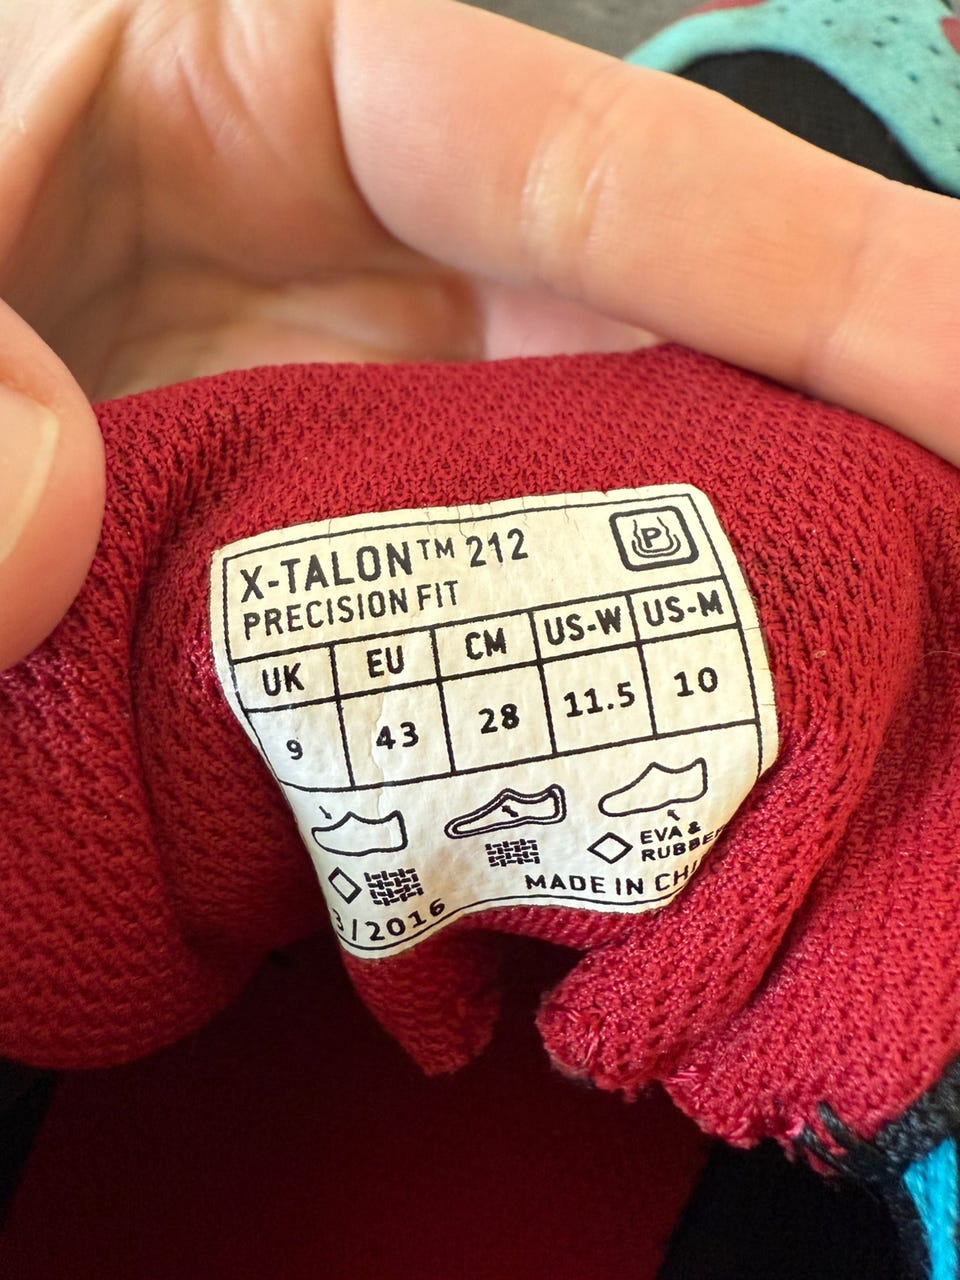 X-TALON™ 212
P
PRECISION FIT
UK EU CM US-W US-M
9 43 28 11.5 10
EVA &
RUBBE
MADE IN CHI
3/2016